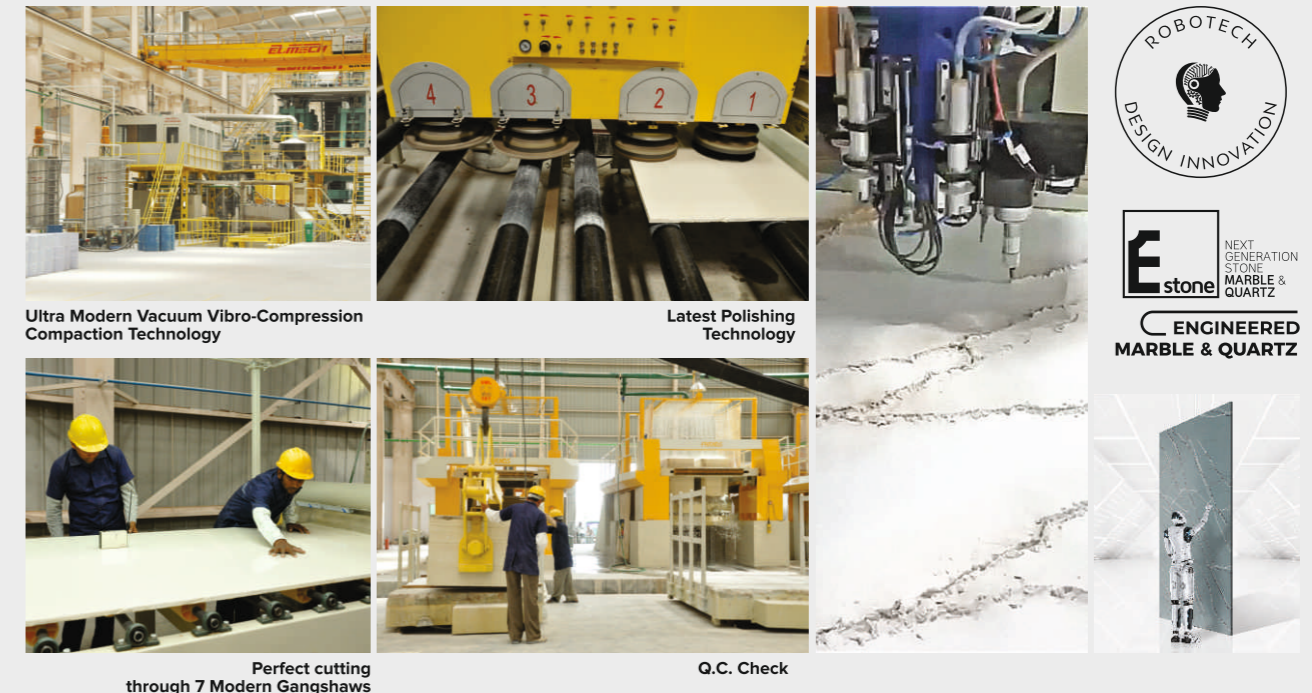 ELMECH
4
3
2
1
Ultra Modern Vacuum Vibro-Compression
Compaction Technology
Latest Polishing
Technology
Perfect cutting
through 7 Modern Gangshaws
Q.C. Check
ROBOTECH
DESIGN INNOVATION
1E stone
NEXT
GENERATION
STONE
MARBLE &
QUARTZ
ENGINEERED
MARBLE & QUARTZ